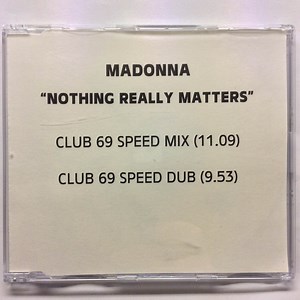 MADONNA
“NOTHING REALLY MATTERS”
CLUB 69 SPEED MIX (11.09)
CLUB 69 SPEED DUB (9.53)